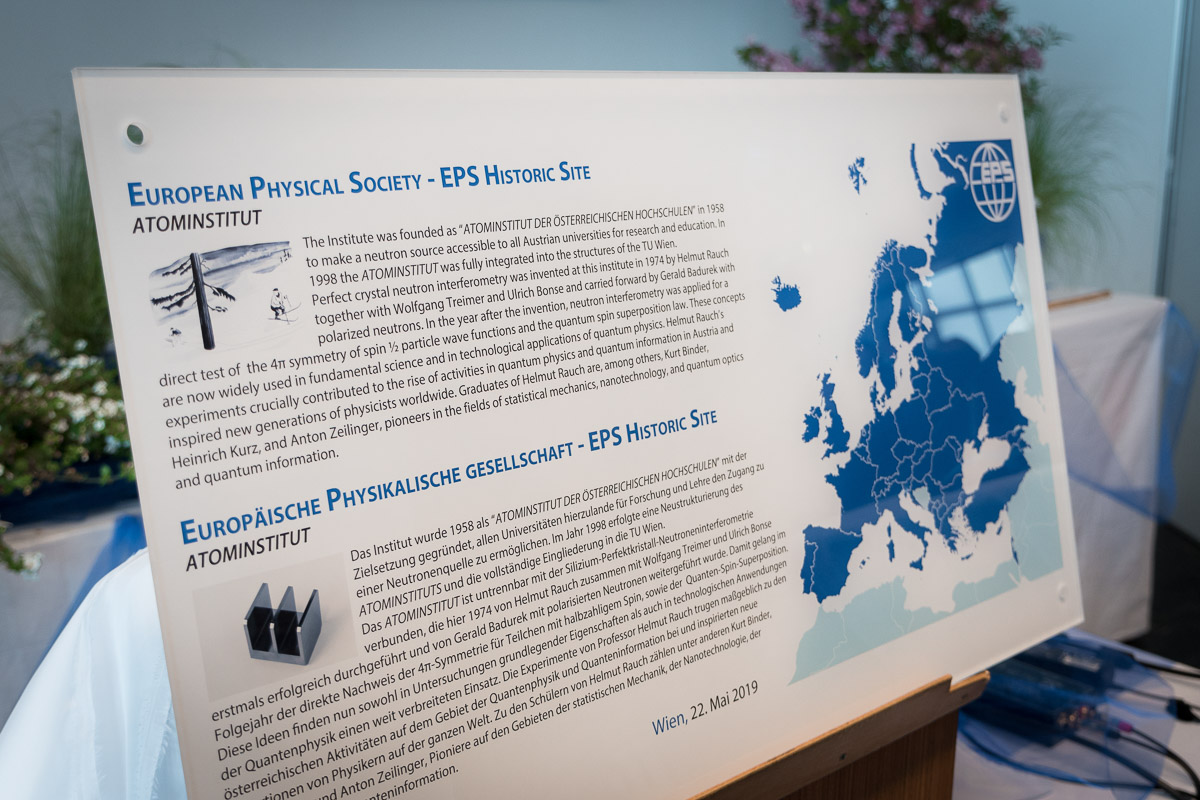 EUROPEAN PHYSICAL SOCIETY - EPS HISTORIC SITE
ATOMINSTITUT
The Institute was founded as "ATOMINSTITUT DER ÖSTERREICHISCHEN HOCHSCHULEN" in 1958
to make a neutron source accessible to all Austrian universities for research and education. In
1998 the ATOMINSTITUT was fully integrated into the structures of the TU Wien.
Perfect crystal neutron interferometry was invented at this institute in 1974 by Helmut Rauch
together with Wolfgang Treimer and Ulrich Bonse and carried forward by Gerald Badurek with
polarized neutrons. In the year after the invention, neutron interferometry was applied for a
direct test of the 4π symmetry of spin ½ particle wave functions and the quantum spin superposition law. These concepts
are now widely used in fundamental science and in technological applications of quantum physics. Helmut Rauch's
experiments crucially contributed to the rise of activities in quantum physics and quantum information in Austria and
inspired new generations of physicists worldwide. Graduates of Helmut Rauch are, among others, Kurt Binder,
Heinrich Kurz, and Anton Zeilinger, pioneers in the fields of statistical mechanics, nanotechnology, and quantum optics
and quantum information.
EUROPÄISCHE PHYSIKALISCHE GESELLSCHAFT - EPS HISTORIC SITE
ATOMINSTITUT
Das Institut wurde 1958 als "ATOMINSTITUT DER ÖSTERREICHISCHEN HOCHSCHULEN" mit der
Zielsetzung gegründet, allen Universitäten hierzulande für Forschung und Lehre den Zugang zu
einer Neutronenquelle zu ermöglichen. Im Jahr 1998 erfolgte eine Neustrukturierung des
ATOMINSTITUTS und die vollständige Eingliederung in die TU Wien.
Das ATOMINSTITUT ist untrennbar mit der Silizium-Perfektkristall-Neutroneninterferometrie
verbunden, die hier 1974 von Helmut Rauch zusammen mit Wolfgang Treimer und Ulrich Bonse
erstmals erfolgreich durchgeführt und von Gerald Badurek mit polarisierten Neutronen weitergeführt wurde. Damit gelang im
Folgejahr der direkte Nachweis der 4π-Symmetrie für Teilchen mit halbzahligem Spin, sowie der Quanten-Spin-Superposition.
Diese Ideen finden nun sowohl in Untersuchungen grundlegender Eigenschaften als auch in technologischen Anwendungen
der Quantenphysik einen weit verbreiteten Einsatz. Die Experimente von Professor Helmut Rauch trugen maßgeblich zu den
österreichischen Aktivitäten auf dem Gebiet der Quantenphysik und Quanteninformation bei und inspirierten neue
tionen von Physikern auf der ganzen Welt. Zu den Schülern von Helmut Rauch zählen unter anderen Kurt Binder,
nd Anton Zeilinger, Pioniere auf den Gebieten der statistischen Mechanik, der Nanotechnologie, der
nteninformation.
Wien, 22. Mai 2019
EPS